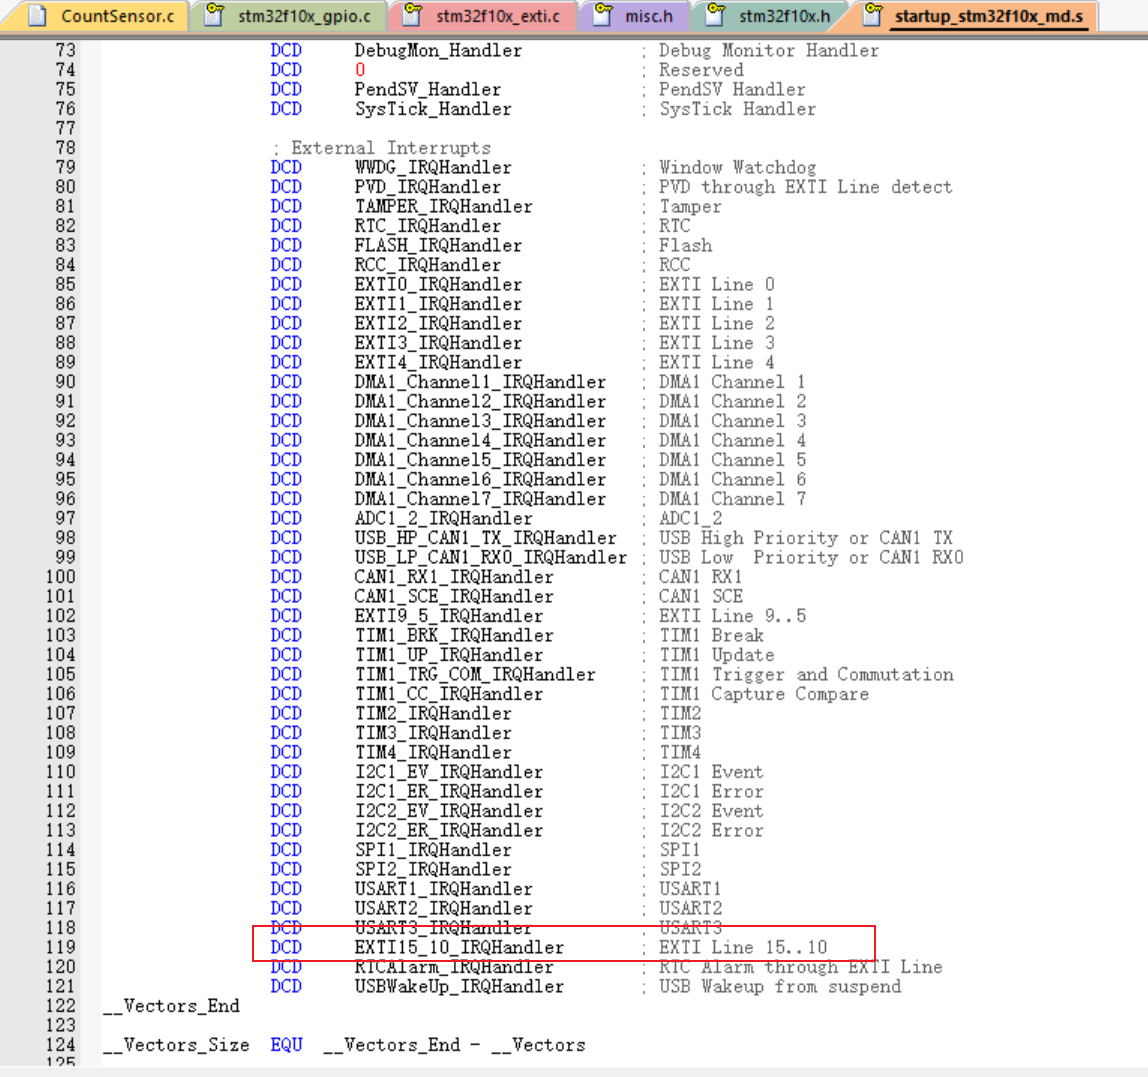 CountSensor.c stm32f10x_gpio.c stm32f10x_exti.c misc.h stm32f10x.h startup_stm32f10x_md.s
73 DCD DebugMon_Handler ; Debug Monitor Handler
74 DCD 0 ; Reserved
75 DCD PendSV_Handler ; PendSV Handler
76 DCD SysTick_Handler ; SysTick Handler
77
78 ; External Interrupts
79 DCD WWDG_IRQHandler ; Window Watchdog
80 DCD PVD_IRQHandler ; PVD through EXTI Line detect
81 DCD TAMPER_IRQHandler ; Tamper
82 DCD RTC_IRQHandler ; RTC
83 DCD FLASH_IRQHandler ; Flash
84 DCD RCC_IRQHandler ; RCC
85 DCD EXTI0_IRQHandler ; EXTI Line 0
86 DCD EXTI1_IRQHandler ; EXTI Line 1
87 DCD EXTI2_IRQHandler ; EXTI Line 2
88 DCD EXTI3_IRQHandler ; EXTI Line 3
89 DCD EXTI4_IRQHandler ; EXTI Line 4
90 DCD DMA1_Channel1_IRQHandler ; DMA1 Channel 1
91 DCD DMA1_Channel2_IRQHandler ; DMA1 Channel 2
92 DCD DMA1_Channel3_IRQHandler ; DMA1 Channel 3
93 DCD DMA1_Channel4_IRQHandler ; DMA1 Channel 4
94 DCD DMA1_Channel5_IRQHandler ; DMA1 Channel 5
95 DCD DMA1_Channel6_IRQHandler ; DMA1 Channel 6
96 DCD DMA1_Channel7_IRQHandler ; DMA1 Channel 7
97 DCD ADC1_2_IRQHandler ; ADC1_2
98 DCD USB_HP_CAN1_TX_IRQHandler ; USB High Priority or CAN1 TX
99 DCD USB_LP_CAN1_RX0_IRQHandler ; USB Low  Priority or CAN1 RX0
100 DCD CAN1_RX1_IRQHandler ; CAN1 RX1
101 DCD CAN1_SCE_IRQHandler ; CAN1 SCE
102 DCD EXTI9_5_IRQHandler ; EXTI Line 9..5
103 DCD TIM1_BRK_IRQHandler ; TIM1 Break
104 DCD TIM1_UP_IRQHandler ; TIM1 Update
105 DCD TIM1_TRG_COM_IRQHandler ; TIM1 Trigger and Commutation
106 DCD TIM1_CC_IRQHandler ; TIM1 Capture Compare
107 DCD TIM2_IRQHandler ; TIM2
108 DCD TIM3_IRQHandler ; TIM3
109 DCD TIM4_IRQHandler ; TIM4
110 DCD I2C1_EV_IRQHandler ; I2C1 Event
111 DCD I2C1_ER_IRQHandler ; I2C1 Error
112 DCD I2C2_EV_IRQHandler ; I2C2 Event
113 DCD I2C2_ER_IRQHandler ; I2C2 Error
114 DCD SPI1_IRQHandler ; SPI1
115 DCD SPI2_IRQHandler ; SPI2
116 DCD USART1_IRQHandler ; USART1
117 DCD USART2_IRQHandler ; USART2
118 DCD USART3_IRQHandler ; USART3
119 DCD EXTI15_10_IRQHandler ; EXTI Line 15..10
120 DCD RTCAlarm_IRQHandler ; RTC Alarm through EXTI Line
121 DCD USBWakeUp_IRQHandler ; USB Wakeup from suspend
122 __Vectors_End
123
124 __Vectors_Size EQU __Vectors_End - __Vectors
125